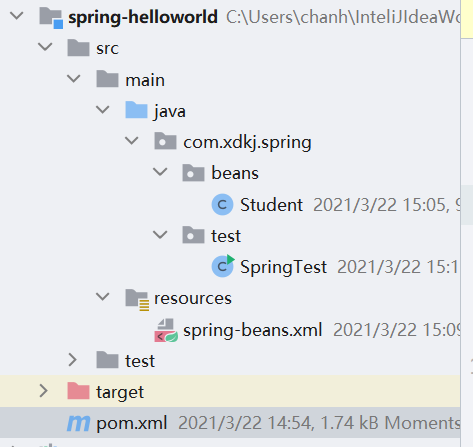 spring-helloworld C:\Users\chanh\InteliJIdeaWo
src
main
java
com.xdkj.spring
beans
Student 2021/3/22 15:05, 9
test
SpringTest 2021/3/22 15:1
resources
spring-beans.xml 2021/3/22 15:09
test
target
pom.xml 2021/3/22 14:54, 1.74 kB Moments